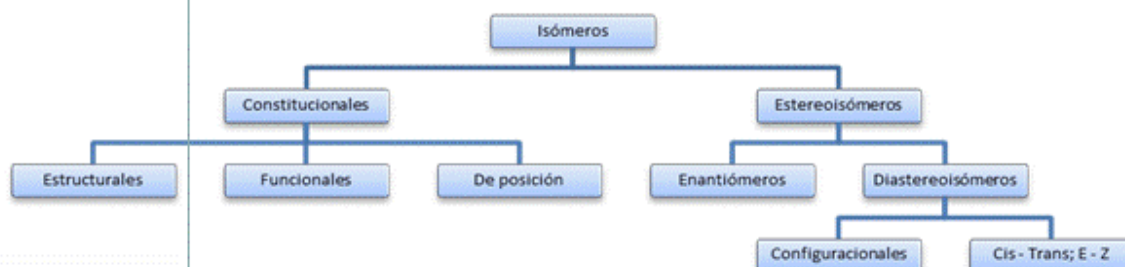 Isómeros
Constitucionales
Estereoisómeros
Estructurales
Funcionales
De posición
Enantiómeros
Diastereoisómeros
Configuracionales
Cis - Trans; E - Z